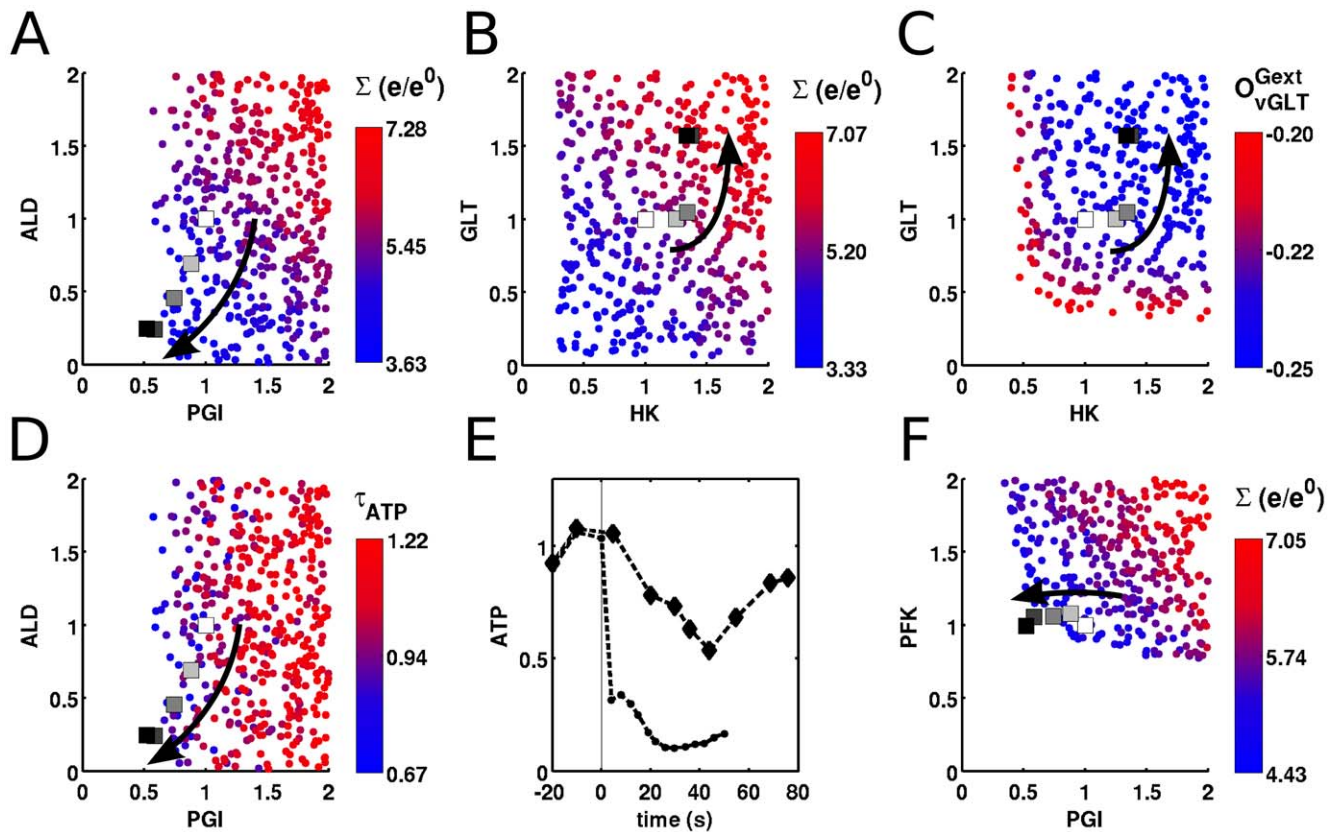 A
Σ (e/e⁰)
7.28
5.45
3.63
2
1.5
1
0.5
0
ALD
0 0.5 1 1.5 2
PGI
B
Σ (e/e⁰)
7.07
5.20
3.33
2
1.5
1
0.5
0
GLT
0 0.5 1 1.5 2
HK
C
O^Gext_vGLT
-0.20
-0.22
-0.25
2
1.5
1
0.5
0
GLT
0 0.5 1 1.5 2
HK
D
τ_ATP
1.22
0.94
0.67
2
1.5
1
0.5
0
ALD
0 0.5 1 1.5 2
PGI
E
1
0.5
0
ATP
-20 0 20 40 60 80
time (s)
F
Σ (e/e⁰)
7.05
5.74
4.43
2
1.5
1
0.5
0
PFK
0 0.5 1 1.5 2
PGI